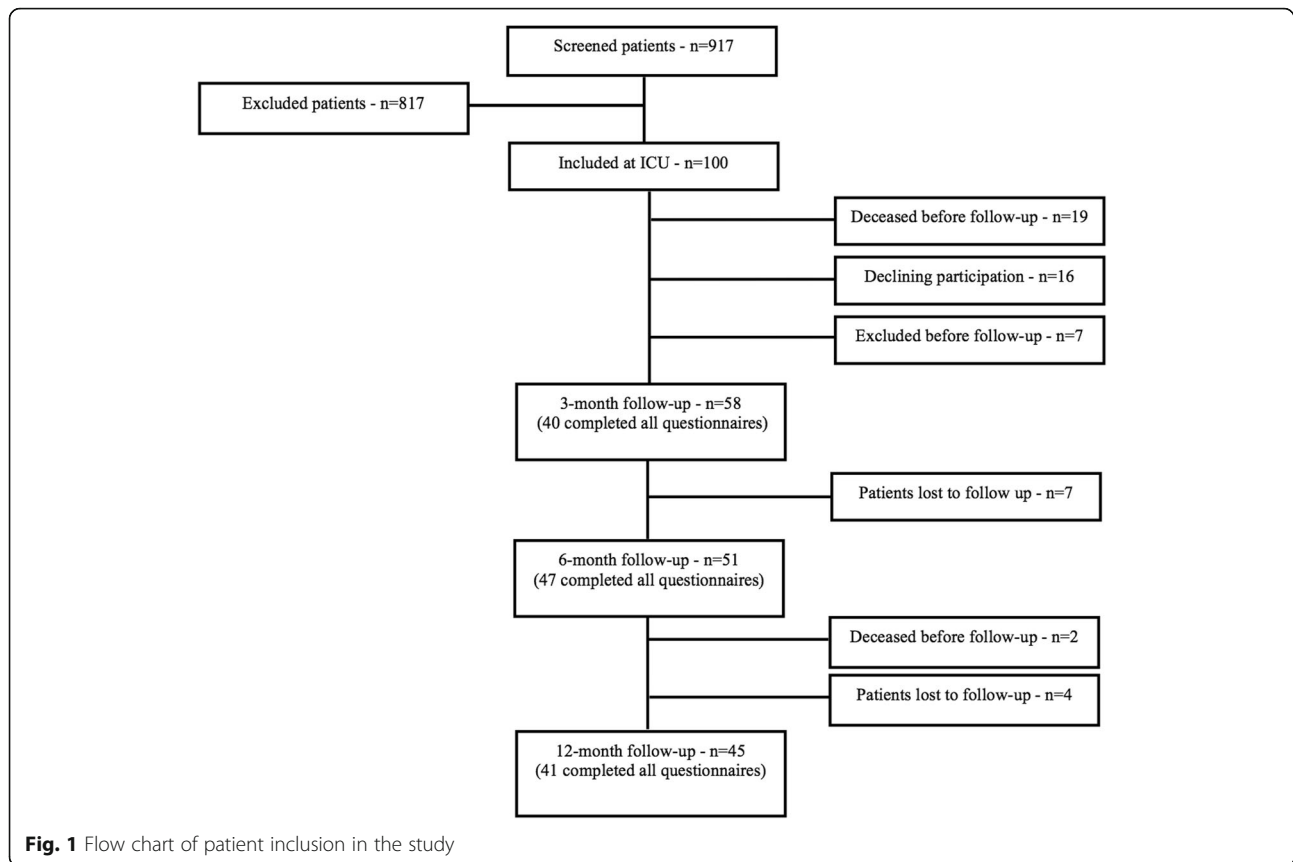 Screened patients - n=917
Excluded patients - n=817
Included at ICU - n=100
Deceased before follow-up - n=19
Declining participation - n=16
Excluded before follow-up - n=7
3-month follow-up - n=58
(40 completed all questionnaires)
Patients lost to follow up - n=7
6-month follow-up - n=51
(47 completed all questionnaires)
Deceased before follow-up - n=2
Patients lost to follow-up - n=4
12-month follow-up - n=45
(41 completed all questionnaires)
Fig. 1 Flow chart of patient inclusion in the study